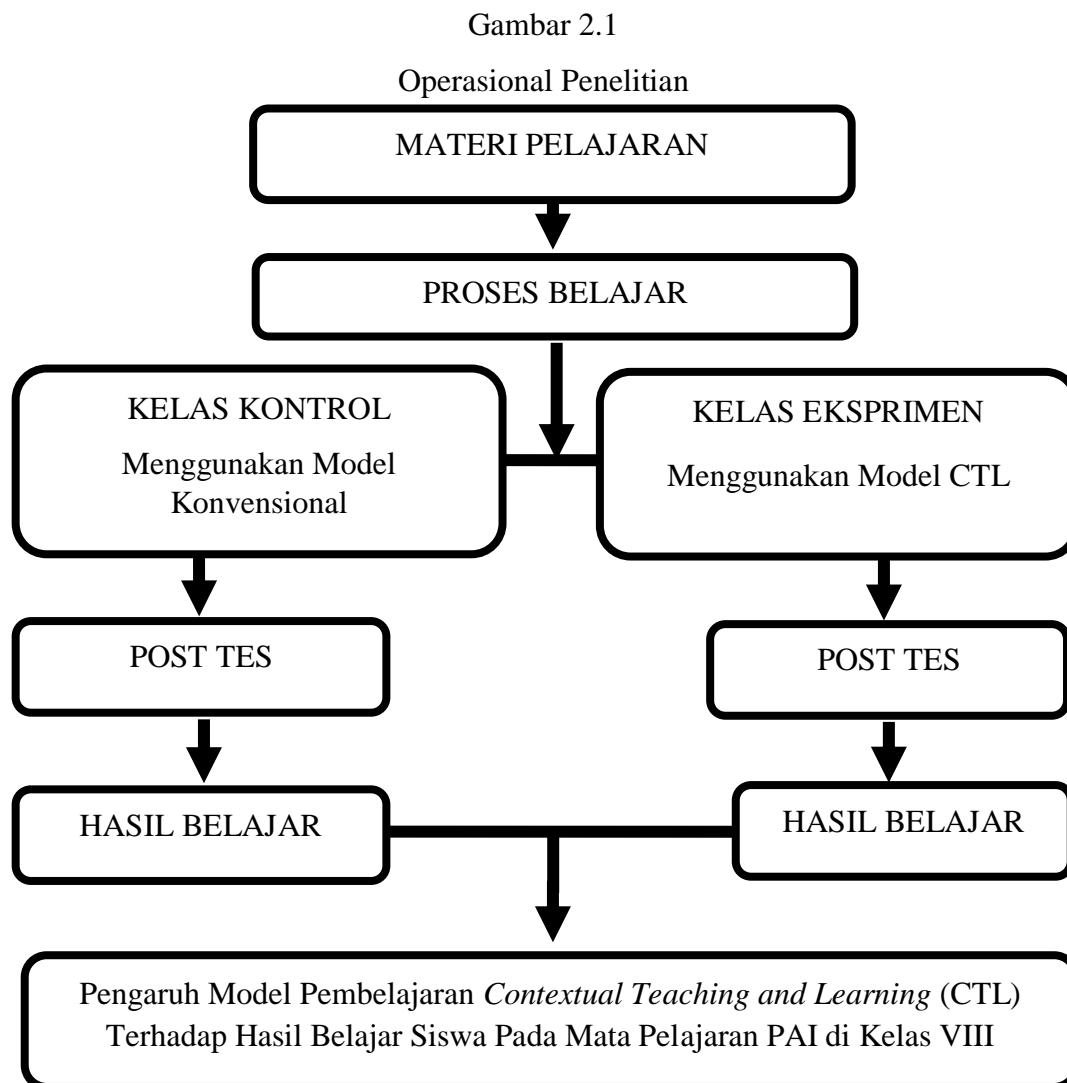 Gambar 2.1
Operasional Penelitian
MATERI PELAJARAN
PROSES BELAJAR
KELAS KONTROL
Menggunakan Model
Konvensional
KELAS EKSPRIMEN
Menggunakan Model CTL
POST TES
POST TES
HASIL BELAJAR
HASIL BELAJAR
Pengaruh Model Pembelajaran Contextual Teaching and Learning (CTL)
Terhadap Hasil Belajar Siswa Pada Mata Pelajaran PAI di Kelas VIII